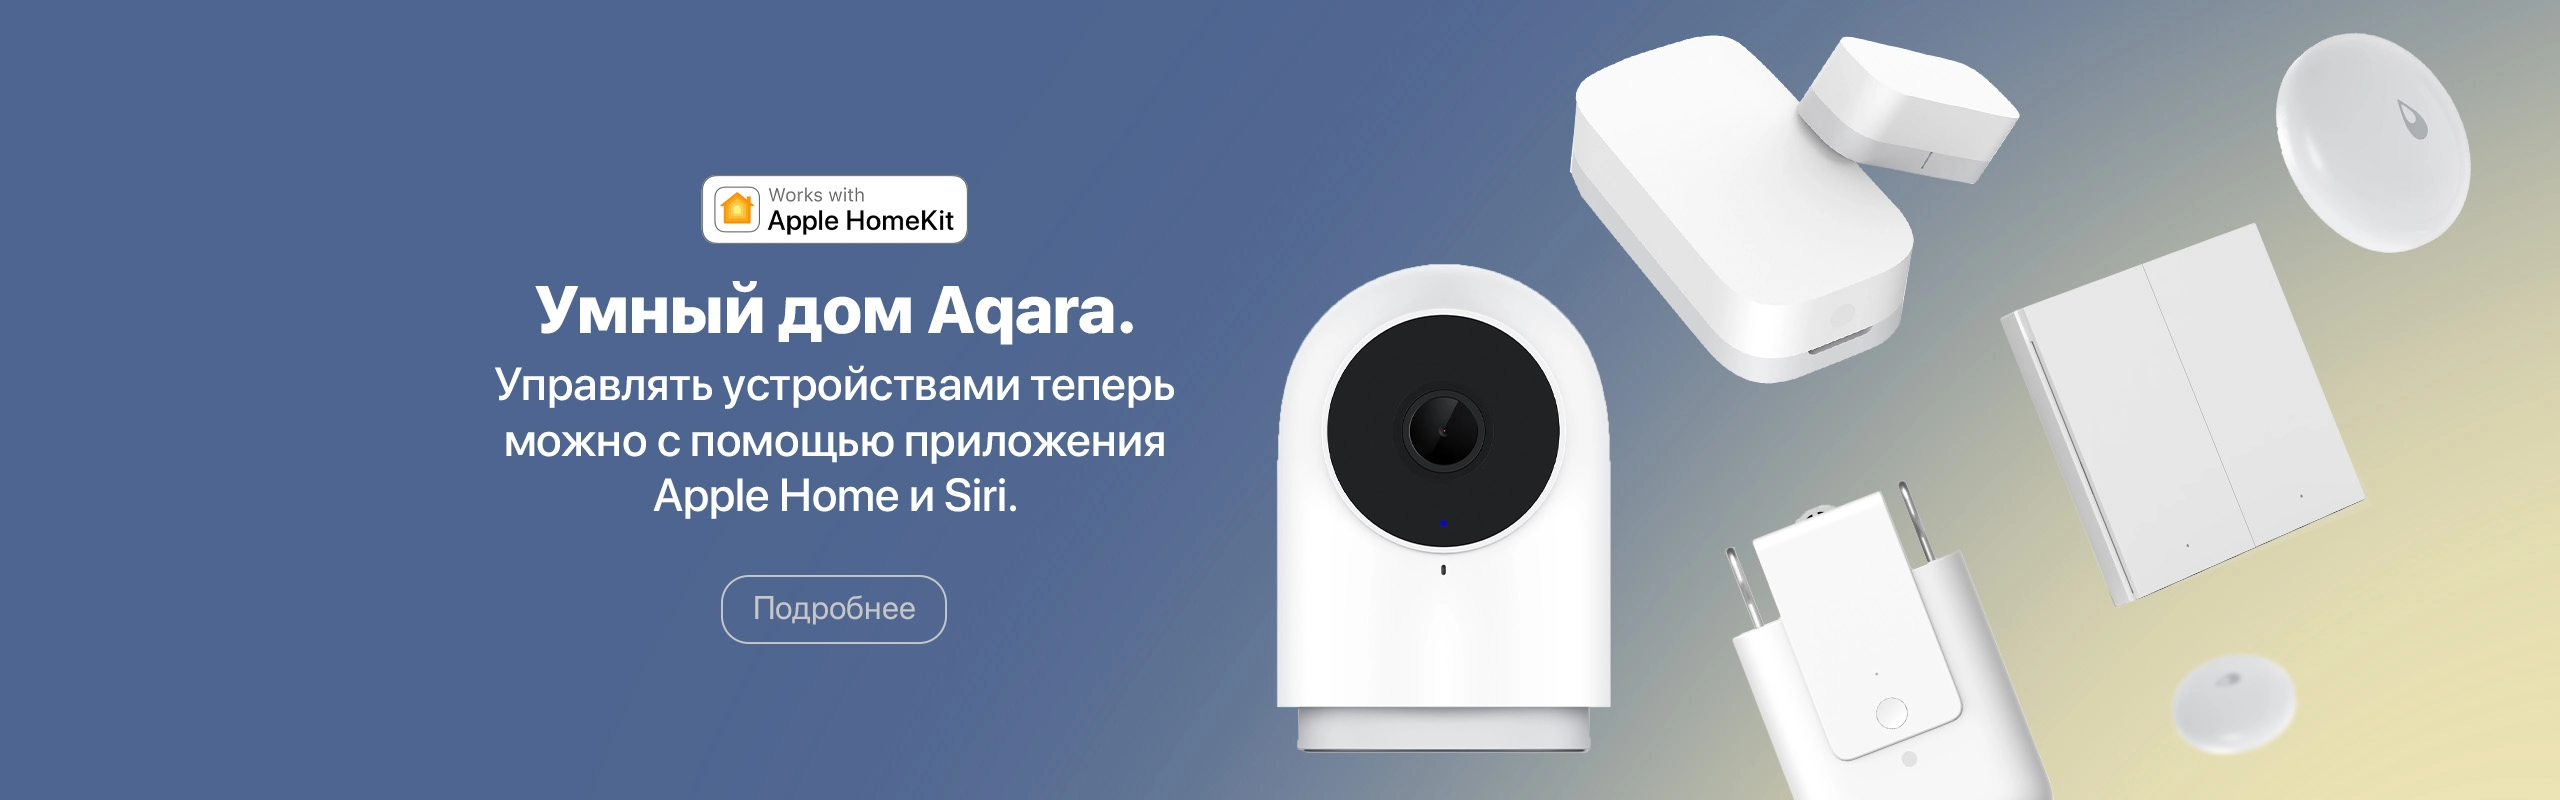 Works with
Apple HomeKit
Умный дом Aqara.
Управлять устройствами теперь
можно с помощью приложения
Apple Home и Siri.
Подробнее